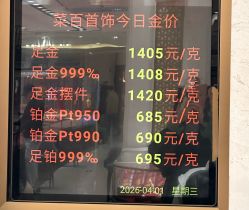 菜百首饰今日金价
足金 1405元/克
足金999‰ 1408元/克
足金摆件 1420元/克
铂金Pt950 685元/克
铂金Pt990 690元/克
足铂999‰ 695元/克
2026-04-01 星期三